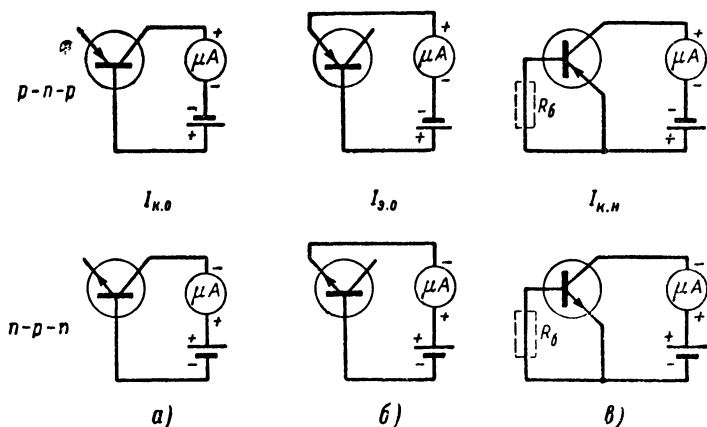 + + +
μA μA μA
p-n-p
Rб
- - -
- - -
+ + +
Iк.о Iэ.о Iк.н
- - -
μA μA μA
n-p-n
Rб
+ + +
+ + +
- - -
а) б) в)